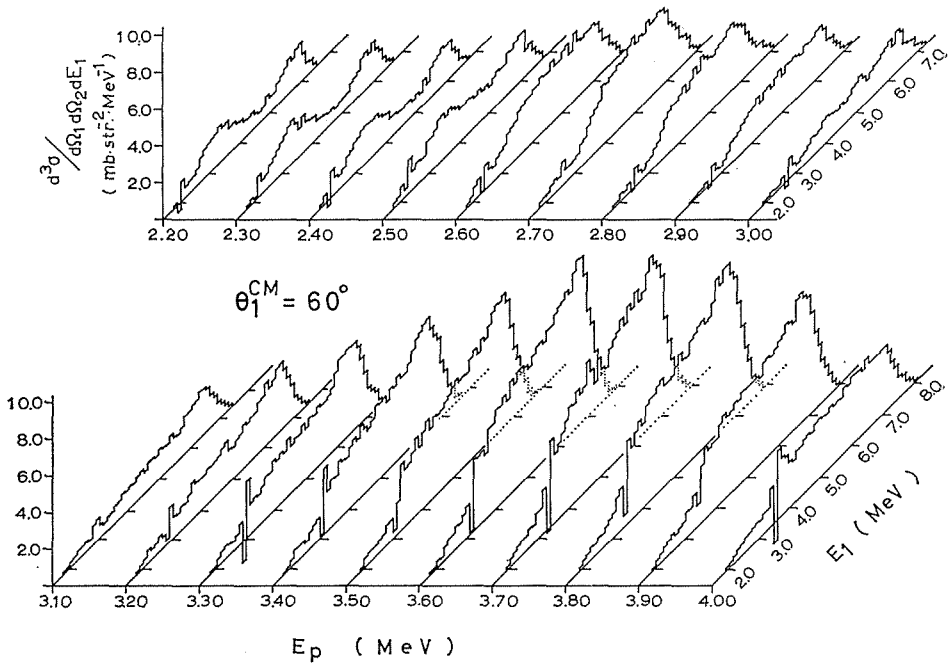 10.0
8.0
6.0
4.0
2.0
d³σ/dΩ₁dΩ₂dE₁
(mb·str.⁻²·MeV⁻¹)
2.20 2.30 2.40 2.50 2.60 2.70 2.80 2.90 3.00
2.0 3.0 4.0 5.0 6.0 7.0
θ₁ᶜᴹ = 60°
10.0
8.0
6.0
4.0
2.0
3.10 3.20 3.30 3.40 3.50 3.60 3.70 3.80 3.90 4.00
2.0 3.0 4.0 5.0 6.0 7.0 8.0
E₁ (MeV)
Eₚ (MeV)